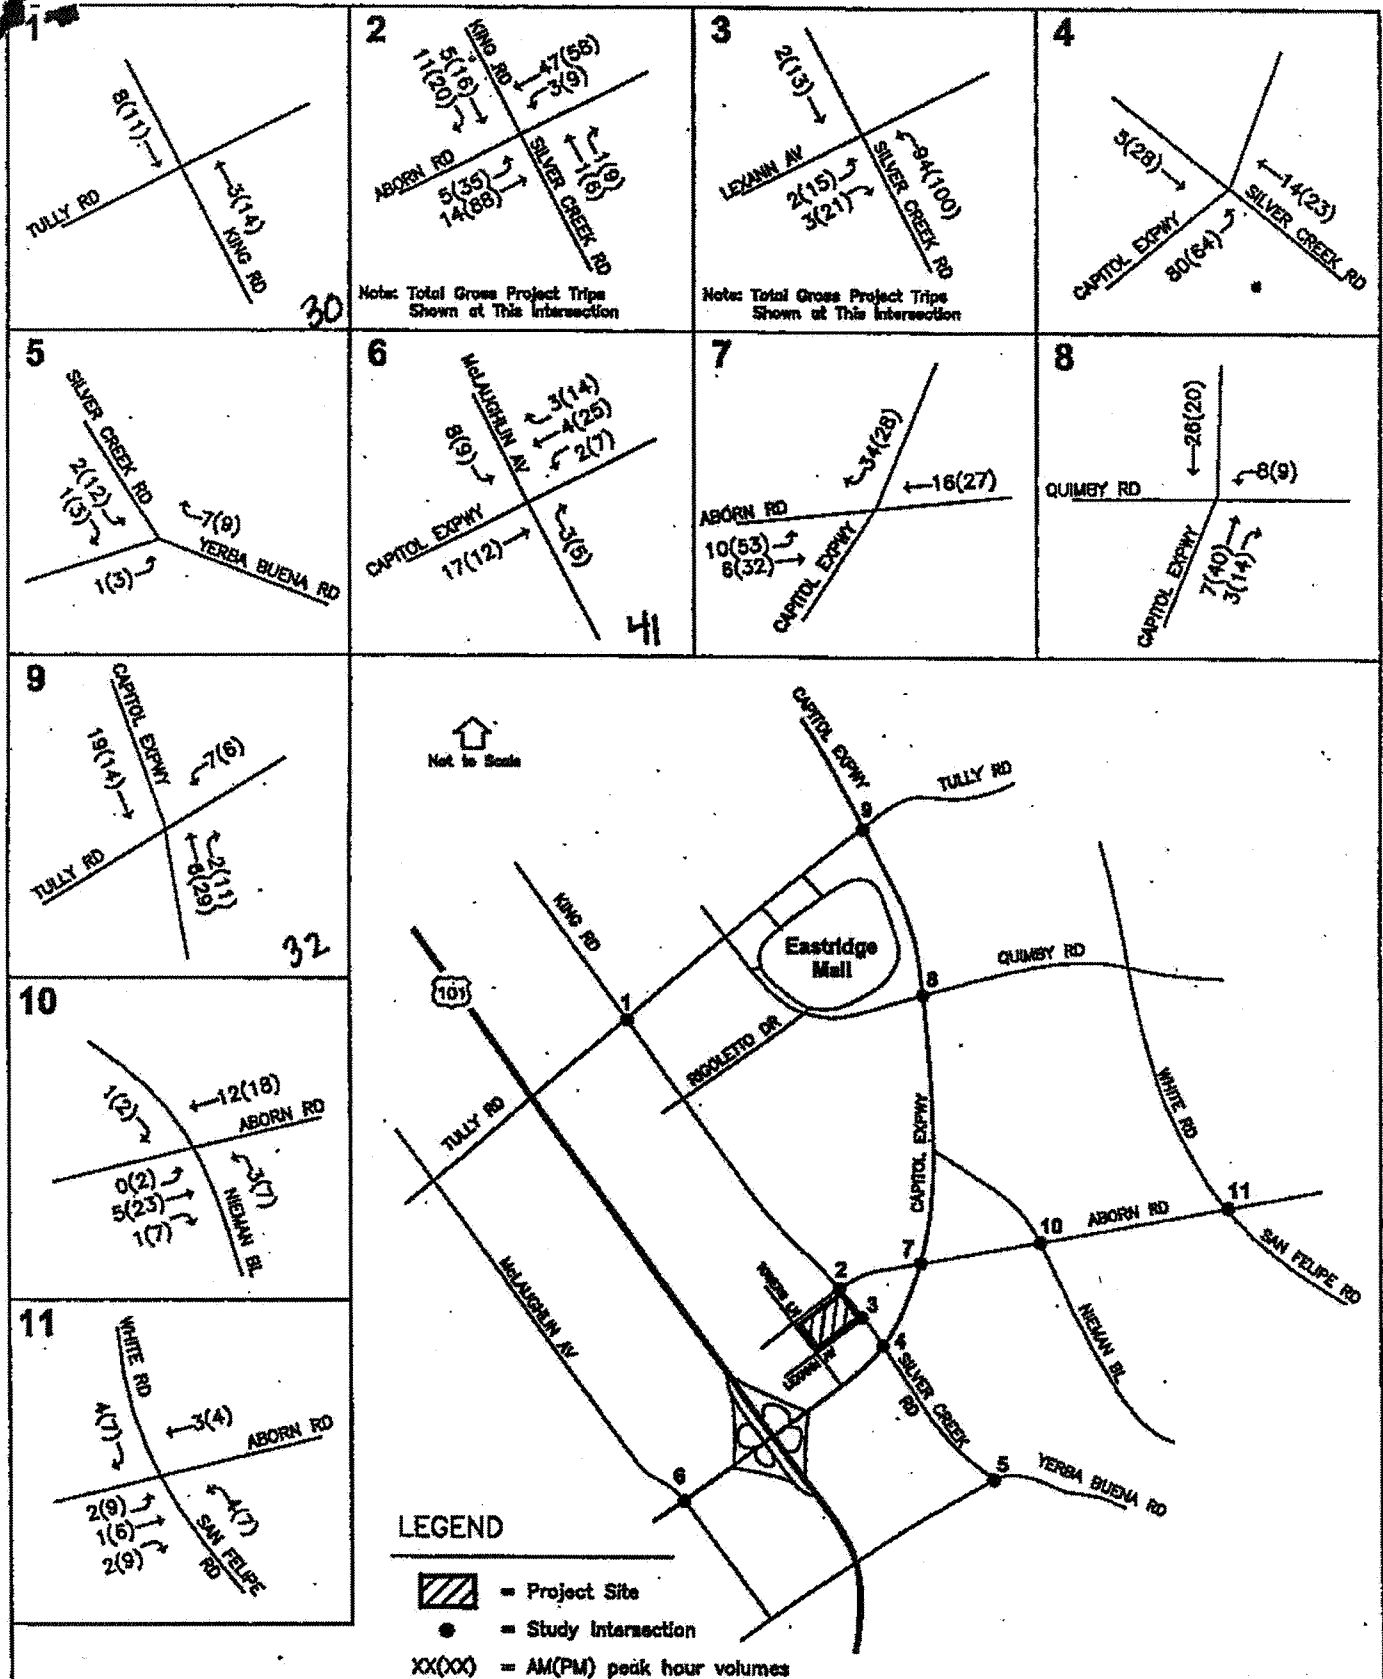 1
8(11)
3(14)
TULLY RD
KING RD
30
2
KING RD
5(16)
11(20)
47(58)
3(9)
ABORN RD
5(35)
14(88)
1(9)
1(6)
SILVER CREEK RD
Note: Total Gross Project Trips
Shown at This Intersection
3
2(13)
LEXANN AV
2(15)
3(21)
94(100)
SILVER CREEK RD
Note: Total Gross Project Trips
Shown at This Intersection
4
5(28)
14(23)
CAPITOL EXPWY
80(64)
SILVER CREEK RD
5
SILVER CREEK RD
2(12)
1(3)
7(9)
1(3)
YERBA BUENA RD
6
McLAUGHLIN AV
8(9)
3(14)
4(25)
2(7)
CAPITOL EXPWY
17(12)
3(5)
41
7
34(28)
16(27)
ABORN RD
10(53)
6(32)
CAPITOL EXPWY
8
26(20)
QUIMBY RD
8(9)
CAPITOL EXPWY
7(40)
3(14)
9
CAPITOL EXPWY
19(14)
7(6)
TULLY RD
6(29)
2(11)
32
10
1(2)
12(18)
ABORN RD
0(2)
5(23)
1(7)
3(7)
NIEMAN BL
11
WHITE RD
4(7)
3(4)
ABORN RD
2(9)
1(6)
2(9)
4(7)
SAN FELIPE
RD
Not to Scale
CAPITOL EXPWY
TULLY RD
9
KING RD
Eastridge
Mall
QUIMBY RD
8
101
1
RIGOLETTO DR
TULLY RD
CAPITOL EXPWY
WHITE RD
11
ABORN RD
10
SAN FELIPE RD
7
2
3
4
LEXANN AV
McLAUGHLIN AV
NIEMAN BL
SILVER CREEK
RD
5
YERBA BUENA RD
6
LEGEND
= Project Site
= Study Intersection
XX(XX) = AM(PM) peak hour volumes